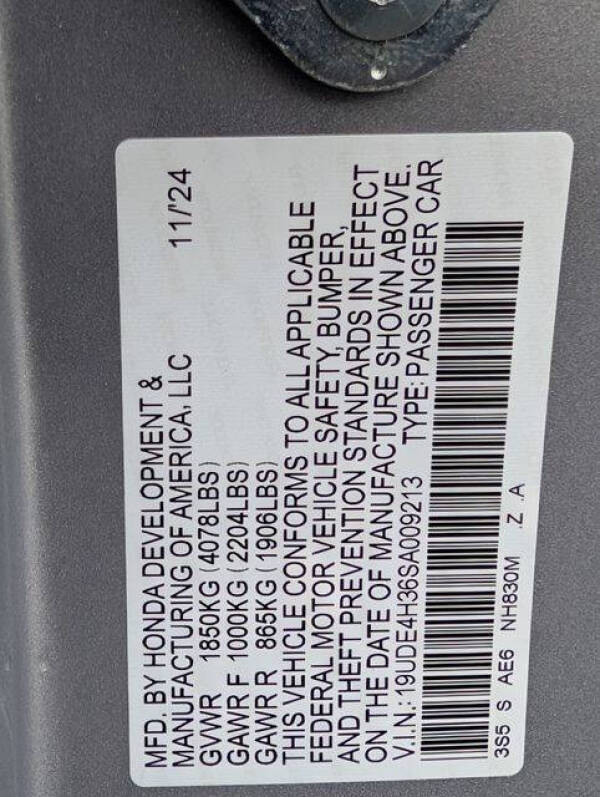 MFD. BY HONDA DEVELOPMENT &
MANUFACTURING OF AMERICA, LLC 11/'24
GVWR 1850KG (4078LBS)
GAWR F 1000KG (2204LBS)
GAWR R 865KG (1906LBS)
THIS VEHICLE CONFORMS TO ALL APPLICABLE
FEDERAL MOTOR VEHICLE SAFETY, BUMPER,
AND THEFT PREVENTION STANDARDS IN EFFECT
ON THE DATE OF MANUFACTURE SHOWN ABOVE.
V.I.N.: 19UDE4H36SA009213 TYPE: PASSENGER CAR
3S5 S AE6 NH830M .Z .A